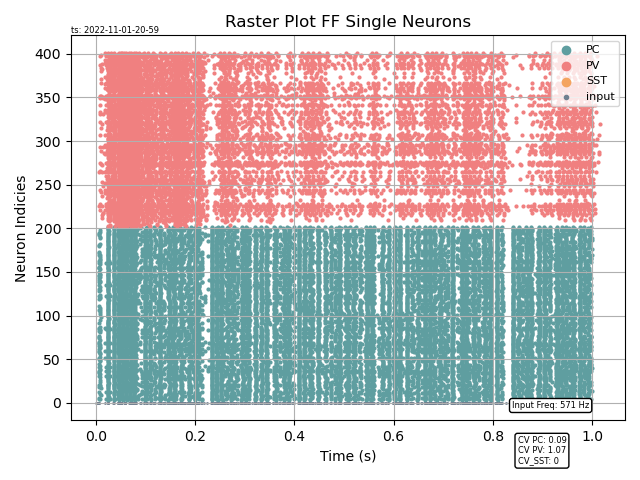 Raster Plot FF Single Neurons
ts: 2022-11-01-20-59
PC
PV
SST
input
Neuron Indicies
400
350
300
250
200
150
100
50
0
Input Freq: 571 Hz
0.0 0.2 0.4 0.6 0.8 1.0
Time (s)
CV PC: 0.09
CV PV: 1.07
CV_SST: 0